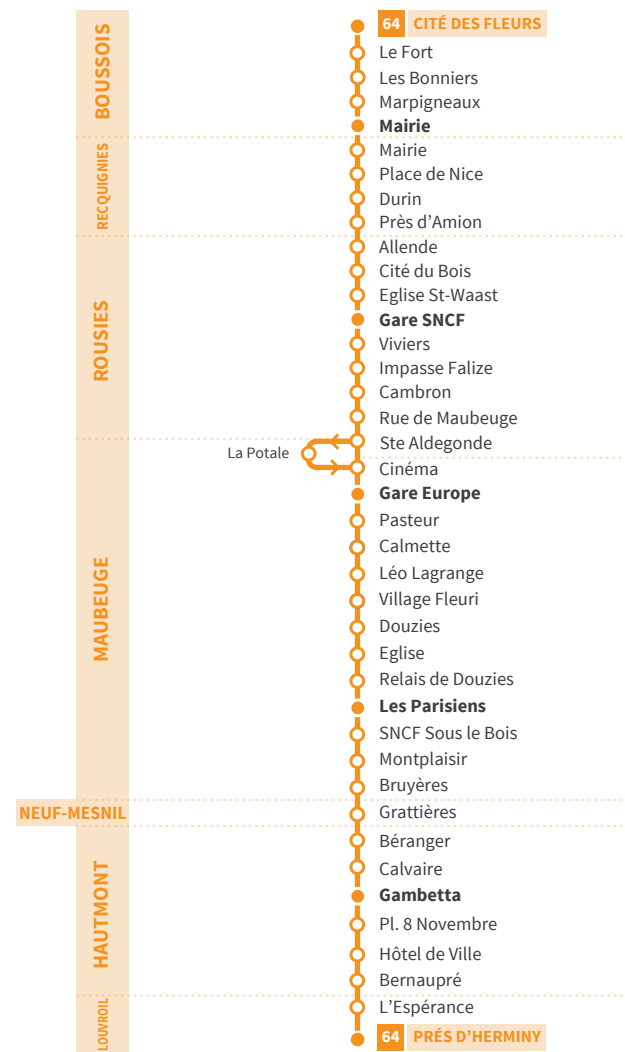 BOUSSOIS
64 CITÉ DES FLEURS
Le Fort
Les Bonniers
Marpigneaux
Mairie
RECQUIGNIES
Mairie
Place de Nice
Durin
Près d’Amion
ROUSIES
Allende
Cité du Bois
Eglise St-Waast
Gare SNCF
Viviers
Impasse Falize
Cambron
Rue de Maubeuge
Ste Aldegonde
La Potale
MAUBEUGE
Cinéma
Gare Europe
Pasteur
Calmette
Léo Lagrange
Village Fleuri
Douzies
Eglise
Relais de Douzies
Les Parisiens
SNCF Sous le Bois
Montplaisir
Bruyères
NEUF-MESNIL
Grattières
HAUTMONT
Béranger
Calvaire
Gambetta
Pl. 8 Novembre
Hôtel de Ville
Bernaupré
LOUVROIL
L’Espérance
64 PRÉS D’HERMINY